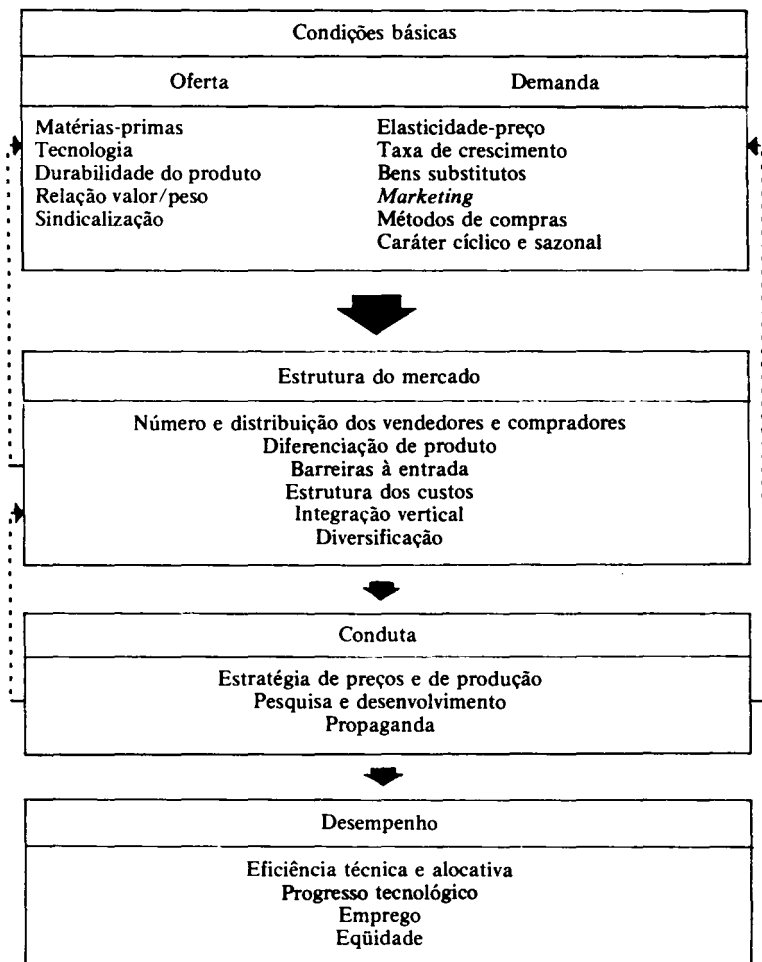 Condições básicas
Oferta
Matérias-primas
Tecnologia
Durabilidade do produto
Relação valor/peso
Sindicalização
Demanda
Elasticidade-preço
Taxa de crescimento
Bens substitutos
Marketing
Métodos de compras
Caráter cíclico e sazonal
Estrutura do mercado
Número e distribuição dos vendedores e compradores
Diferenciação de produto
Barreiras à entrada
Estrutura dos custos
Integração vertical
Diversificação
Conduta
Estratégia de preços e de produção
Pesquisa e desenvolvimento
Propaganda
Desempenho
Eficiência técnica e alocativa
Progresso tecnológico
Emprego
Eqüidade